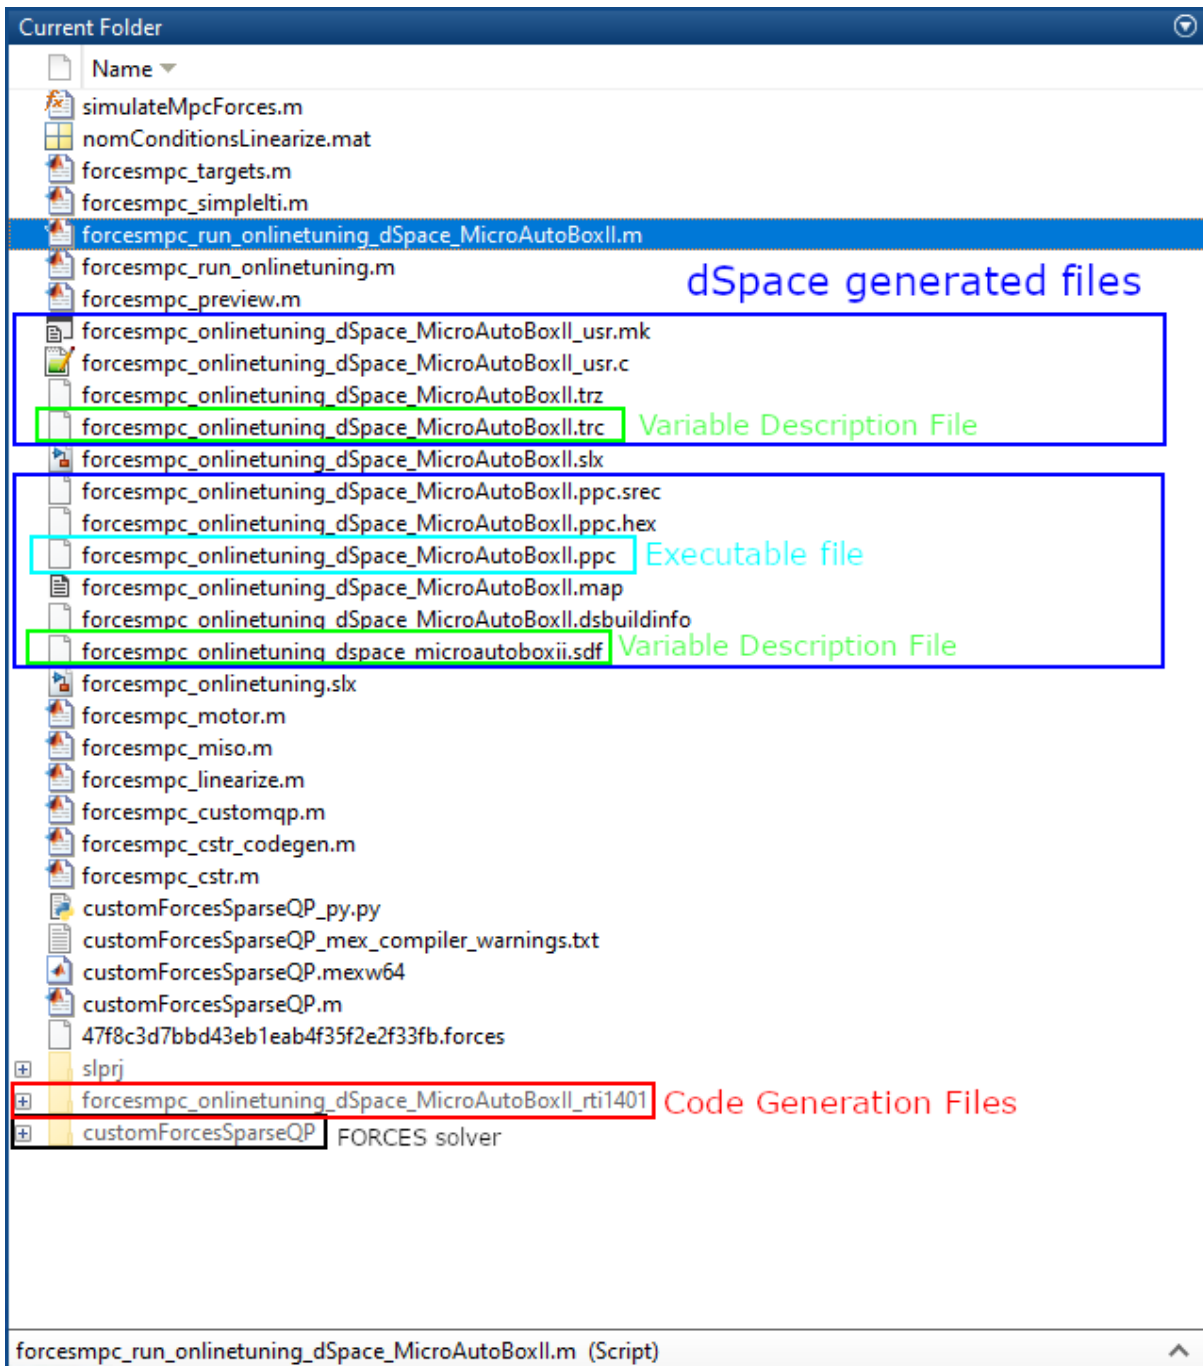 Current Folder
Name
simulateMpcForces.m
nomConditionsLinearize.mat
forcesmpc_targets.m
forcesmpc_simplelti.m
forcesmpc_run_onlinetuning_dSpace_MicroAutoBoxII.m
forcesmpc_run_onlinetuning.m
dSpace generated files
forcesmpc_preview.m
forcesmpc_onlinetuning_dSpace_MicroAutoBoxII_usr.mk
forcesmpc_onlinetuning_dSpace_MicroAutoBoxII_usr.c
forcesmpc_onlinetuning_dSpace_MicroAutoBoxII.trz
forcesmpc_onlinetuning_dSpace_MicroAutoBoxII.trc Variable Description File
forcesmpc_onlinetuning_dSpace_MicroAutoBoxII.slx
forcesmpc_onlinetuning_dSpace_MicroAutoBoxII.ppc.srec
forcesmpc_onlinetuning_dSpace_MicroAutoBoxII.ppc.hex
forcesmpc_onlinetuning_dSpace_MicroAutoBoxII.ppc Executable file
forcesmpc_onlinetuning_dSpace_MicroAutoBoxII.map
forcesmpc_onlinetuning_dSpace_MicroAutoBoxII.dsbuildinfo
forcesmpc_onlinetuning_dspace_microautoboxii.sdf Variable Description File
forcesmpc_onlinetuning.slx
forcesmpc_motor.m
forcesmpc_miso.m
forcesmpc_linearize.m
forcesmpc_customqp.m
forcesmpc_cstr_codegen.m
forcesmpc_cstr.m
customForcesSparseQP_py.py
customForcesSparseQP_mex_compiler_warnings.txt
customForcesSparseQP.mexw64
customForcesSparseQP.m
47f8c3d7bbd43eb1eab4f35f2e2f33fb.forces
slprj
forcesmpc_onlinetuning_dSpace_MicroAutoBoxII_rti1401 Code Generation Files
customForcesSparseQP FORCES solver
forcesmpc_run_onlinetuning_dSpace_MicroAutoBoxII.m (Script)